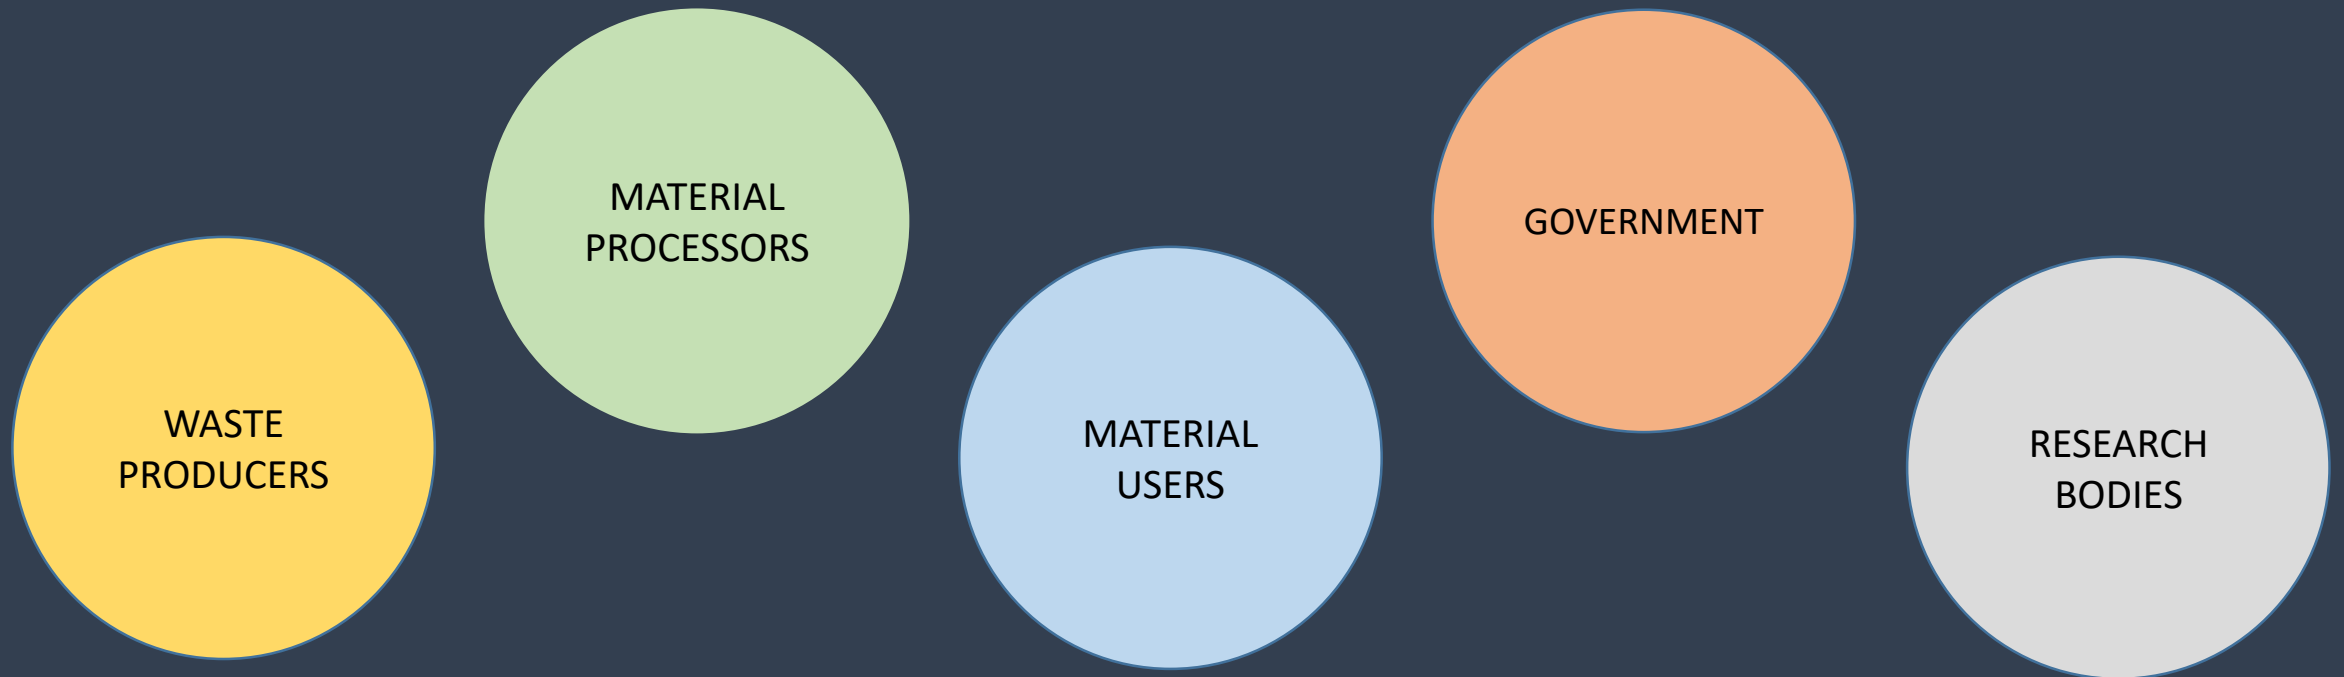 WASTE
PRODUCERS
MATERIAL
PROCESSORS
MATERIAL
USERS
GOVERNMENT
RESEARCH
BODIES